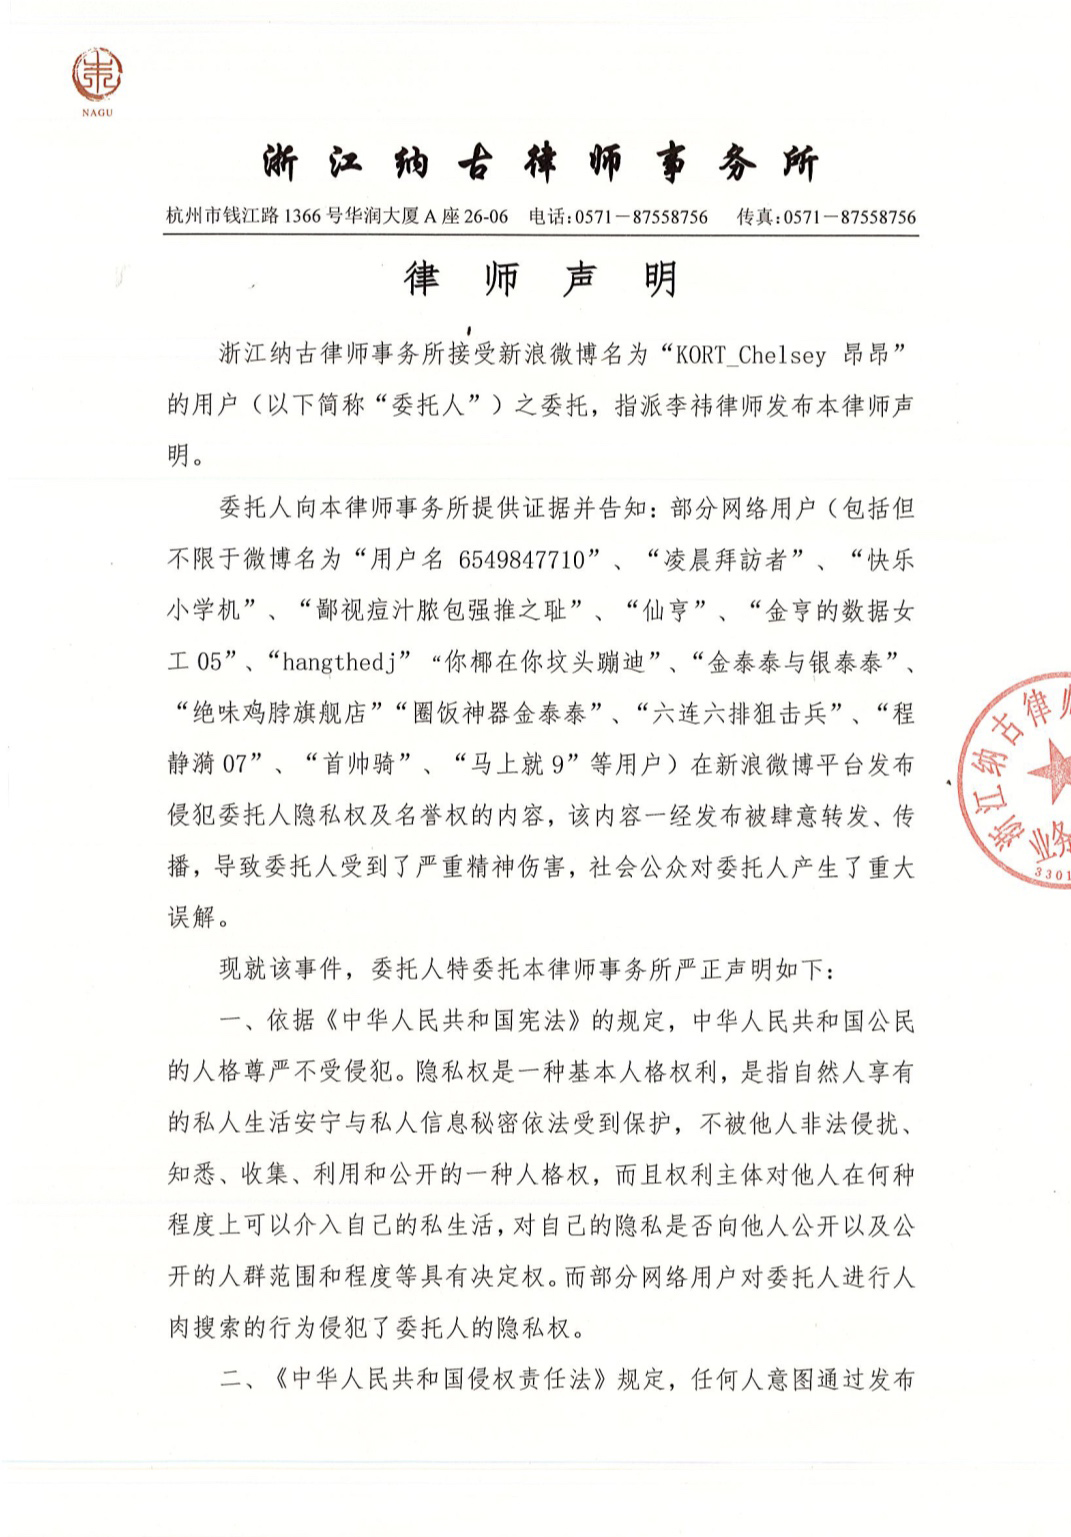 NAGU
浙江纳古律师事务所
杭州市钱江路1366号华润大厦A座26-06 电话:0571－87558756 传真:0571－87558756
律师声明
浙江纳古律师事务所接受新浪微博名为“KORT_Chelsey 昂昂”
的用户（以下简称“委托人”）之委托，指派李祎律师发布本律师声
明。
委托人向本律师事务所提供证据并告知：部分网络用户（包括但
不限于微博名为“用户名 6549847710”、“凌晨拜訪者”、“快乐
小学机”、“鄙视痘汁脓包强推之耻”、“仙亨”、“金亨的数据女
工05”、“hangthedj” “你椰在你坟头蹦迪”、“金泰泰与银泰泰”、
“绝味鸡脖旗舰店”“圈饭神器金泰泰”、“六连六排狙击兵”、“程
静漪07”、“首帅骑”、“马上就9”等用户）在新浪微博平台发布
侵犯委托人隐私权及名誉权的内容，该内容一经发布被肆意转发、传
播，导致委托人受到了严重精神伤害，社会公众对委托人产生了重大
误解。
现就该事件，委托人特委托本律师事务所严正声明如下：
一、依据《中华人民共和国宪法》的规定，中华人民共和国公民
的人格尊严不受侵犯。隐私权是一种基本人格权利，是指自然人享有
的私人生活安宁与私人信息秘密依法受到保护，不被他人非法侵扰、
知悉、收集、利用和公开的一种人格权，而且权利主体对他人在何种
程度上可以介入自己的私生活，对自己的隐私是否向他人公开以及公
开的人群范围和程度等具有决定权。而部分网络用户对委托人进行人
肉搜索的行为侵犯了委托人的隐私权。
二、《中华人民共和国侵权责任法》规定，任何人意图通过发布
浙江纳古律师
业务
3301